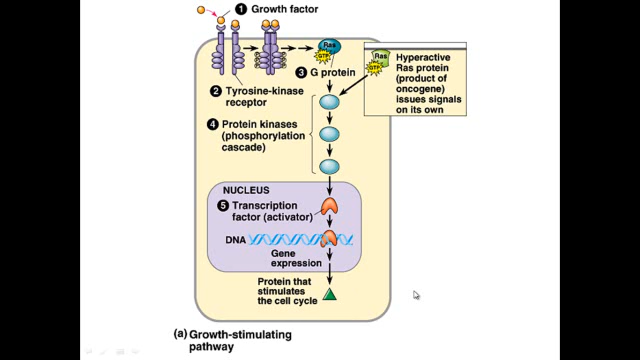 1 Growth factor
Ras
GTP
3 G protein
2 Tyrosine-kinase
receptor
Ras
GTP
Hyperactive
Ras protein
(product of
oncogene)
issues signals
on its own
4 Protein kinases
(phosphorylation
cascade)
NUCLEUS
5 Transcription
factor (activator)
DNA
Gene
expression
Protein that
stimulates
the cell cycle
(a) Growth-stimulating
pathway